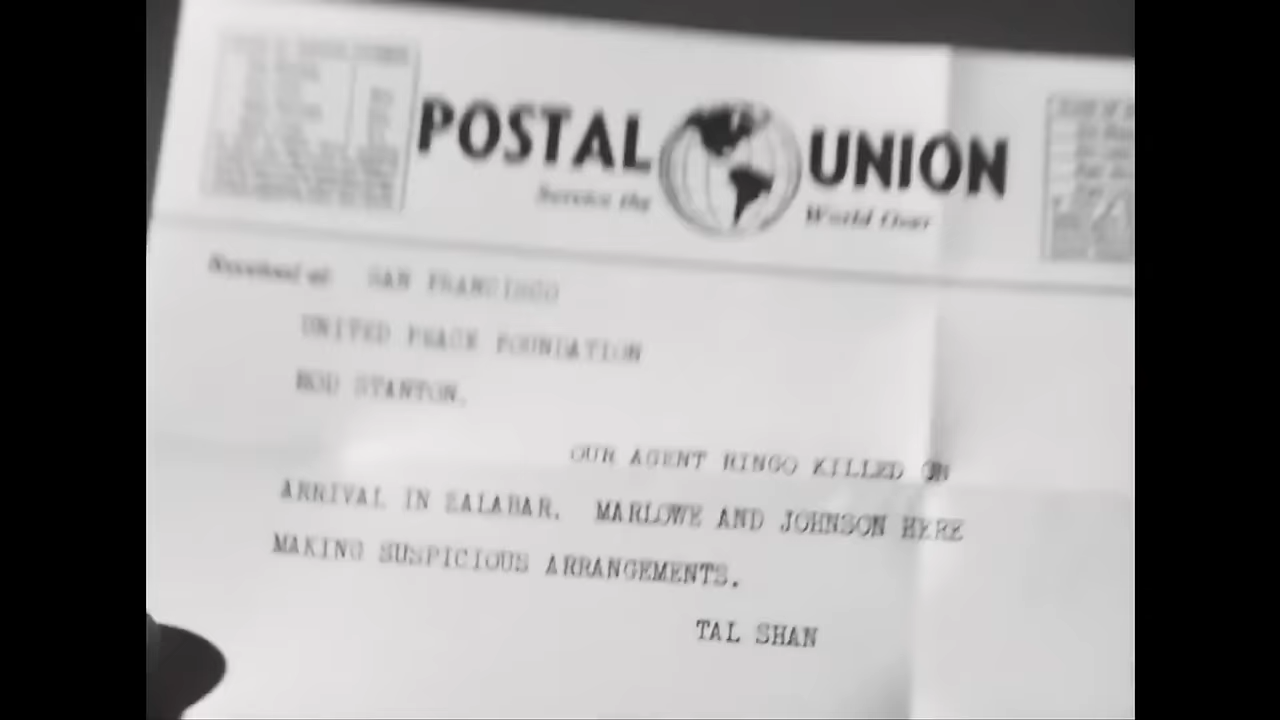 POSTAL UNION
Service the World Over
Received at SAN FRANCISCO
UNITED PEACE FOUNDATION
ROD STANTON.
OUR AGENT RINGO KILLED ON
ARRIVAL IN ZALABAR. MARLOWE AND JOHNSON HERE
MAKING SUSPICIOUS ARRANGEMENTS.
TAL SHAN